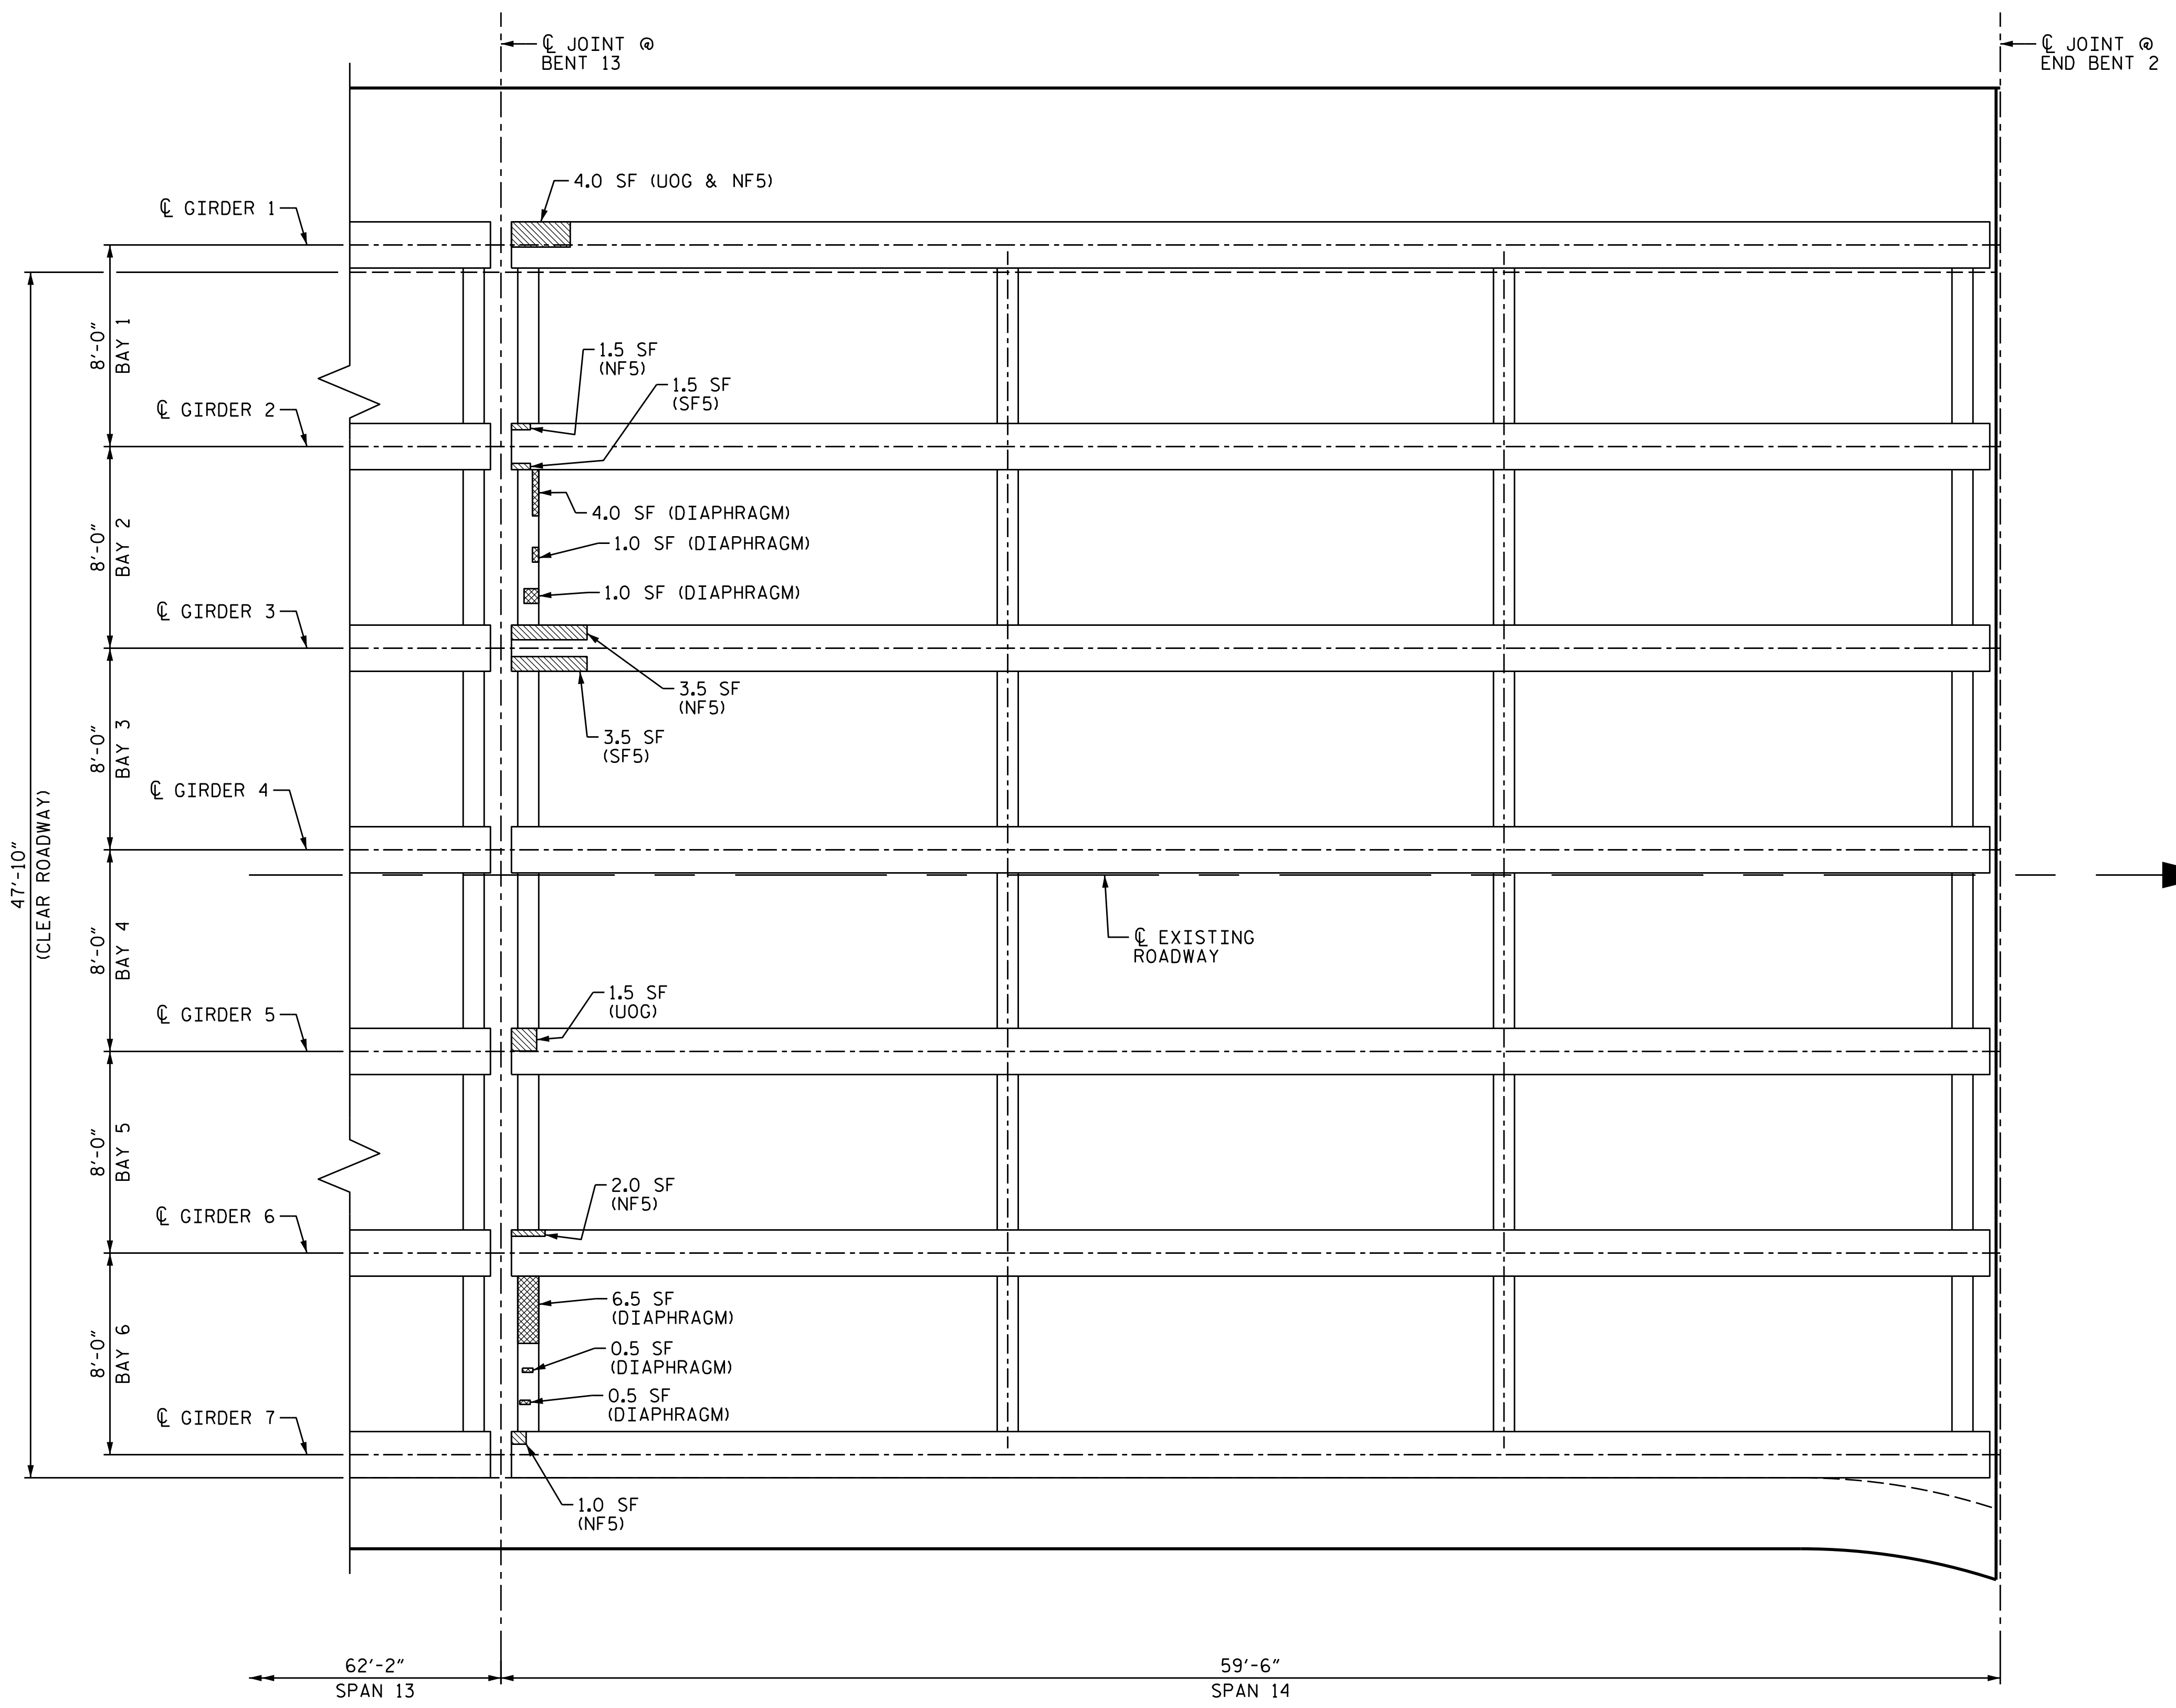 ℄ JOINT @
BENT 13
℄ JOINT @
END BENT 2
4.0 SF (UOG & NF5)
℄ GIRDER 1
8'-0"
BAY 1
1.5 SF
(NF5)
1.5 SF
(SF5)
℄ GIRDER 2
4.0 SF (DIAPHRAGM)
1.0 SF (DIAPHRAGM)
8'-0"
BAY 2
1.0 SF (DIAPHRAGM)
℄ GIRDER 3
3.5 SF
(NF5)
3.5 SF
(SF5)
8'-0"
BAY 3
℄ GIRDER 4
47'-10"
(CLEAR ROADWAY)
℄ EXISTING
ROADWAY
8'-0"
BAY 4
1.5 SF
(UOG)
℄ GIRDER 5
8'-0"
BAY 5
2.0 SF
(NF5)
℄ GIRDER 6
6.5 SF
(DIAPHRAGM)
0.5 SF
(DIAPHRAGM)
8'-0"
BAY 6
0.5 SF
(DIAPHRAGM)
℄ GIRDER 7
1.0 SF
(NF5)
62'-2"
SPAN 13
59'-6"
SPAN 14